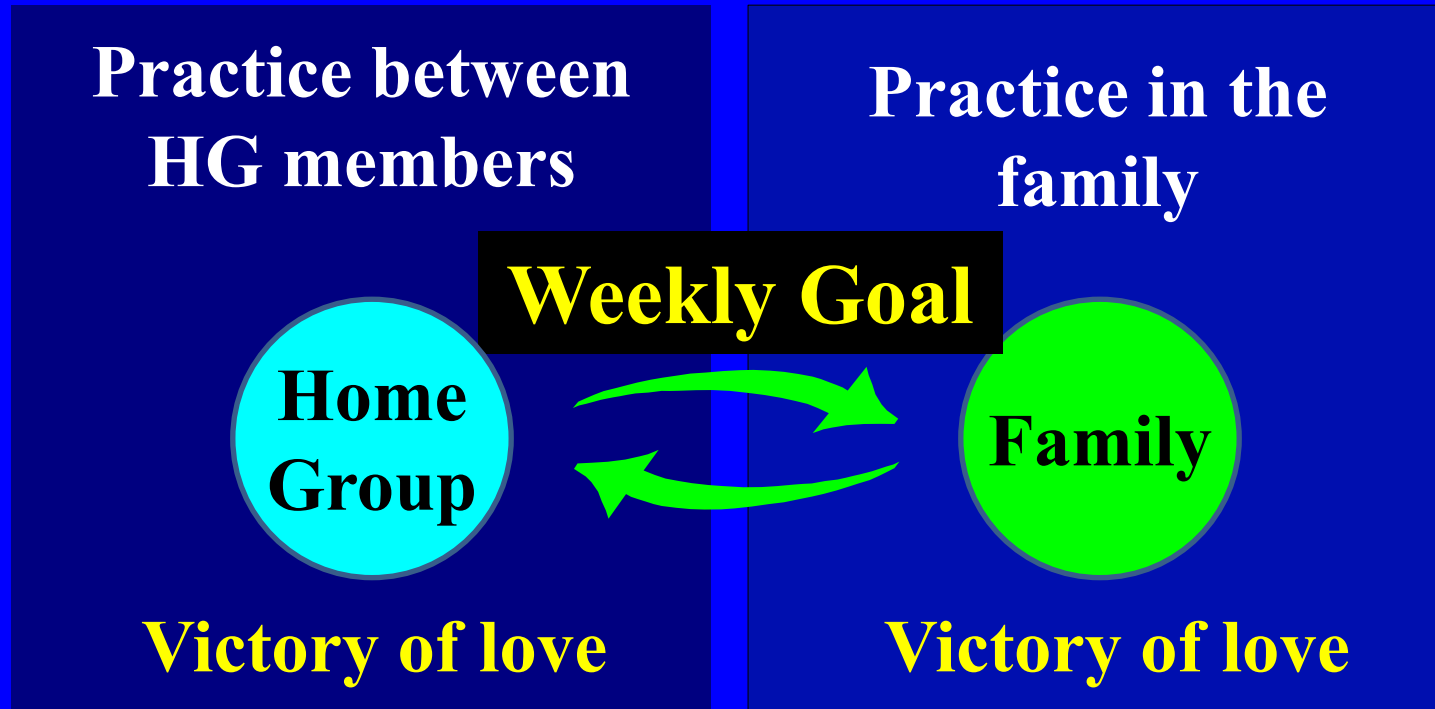 Practice between
HG members
Practice in the
family
Weekly Goal
Home
Group
Family
Victory of love
Victory of love